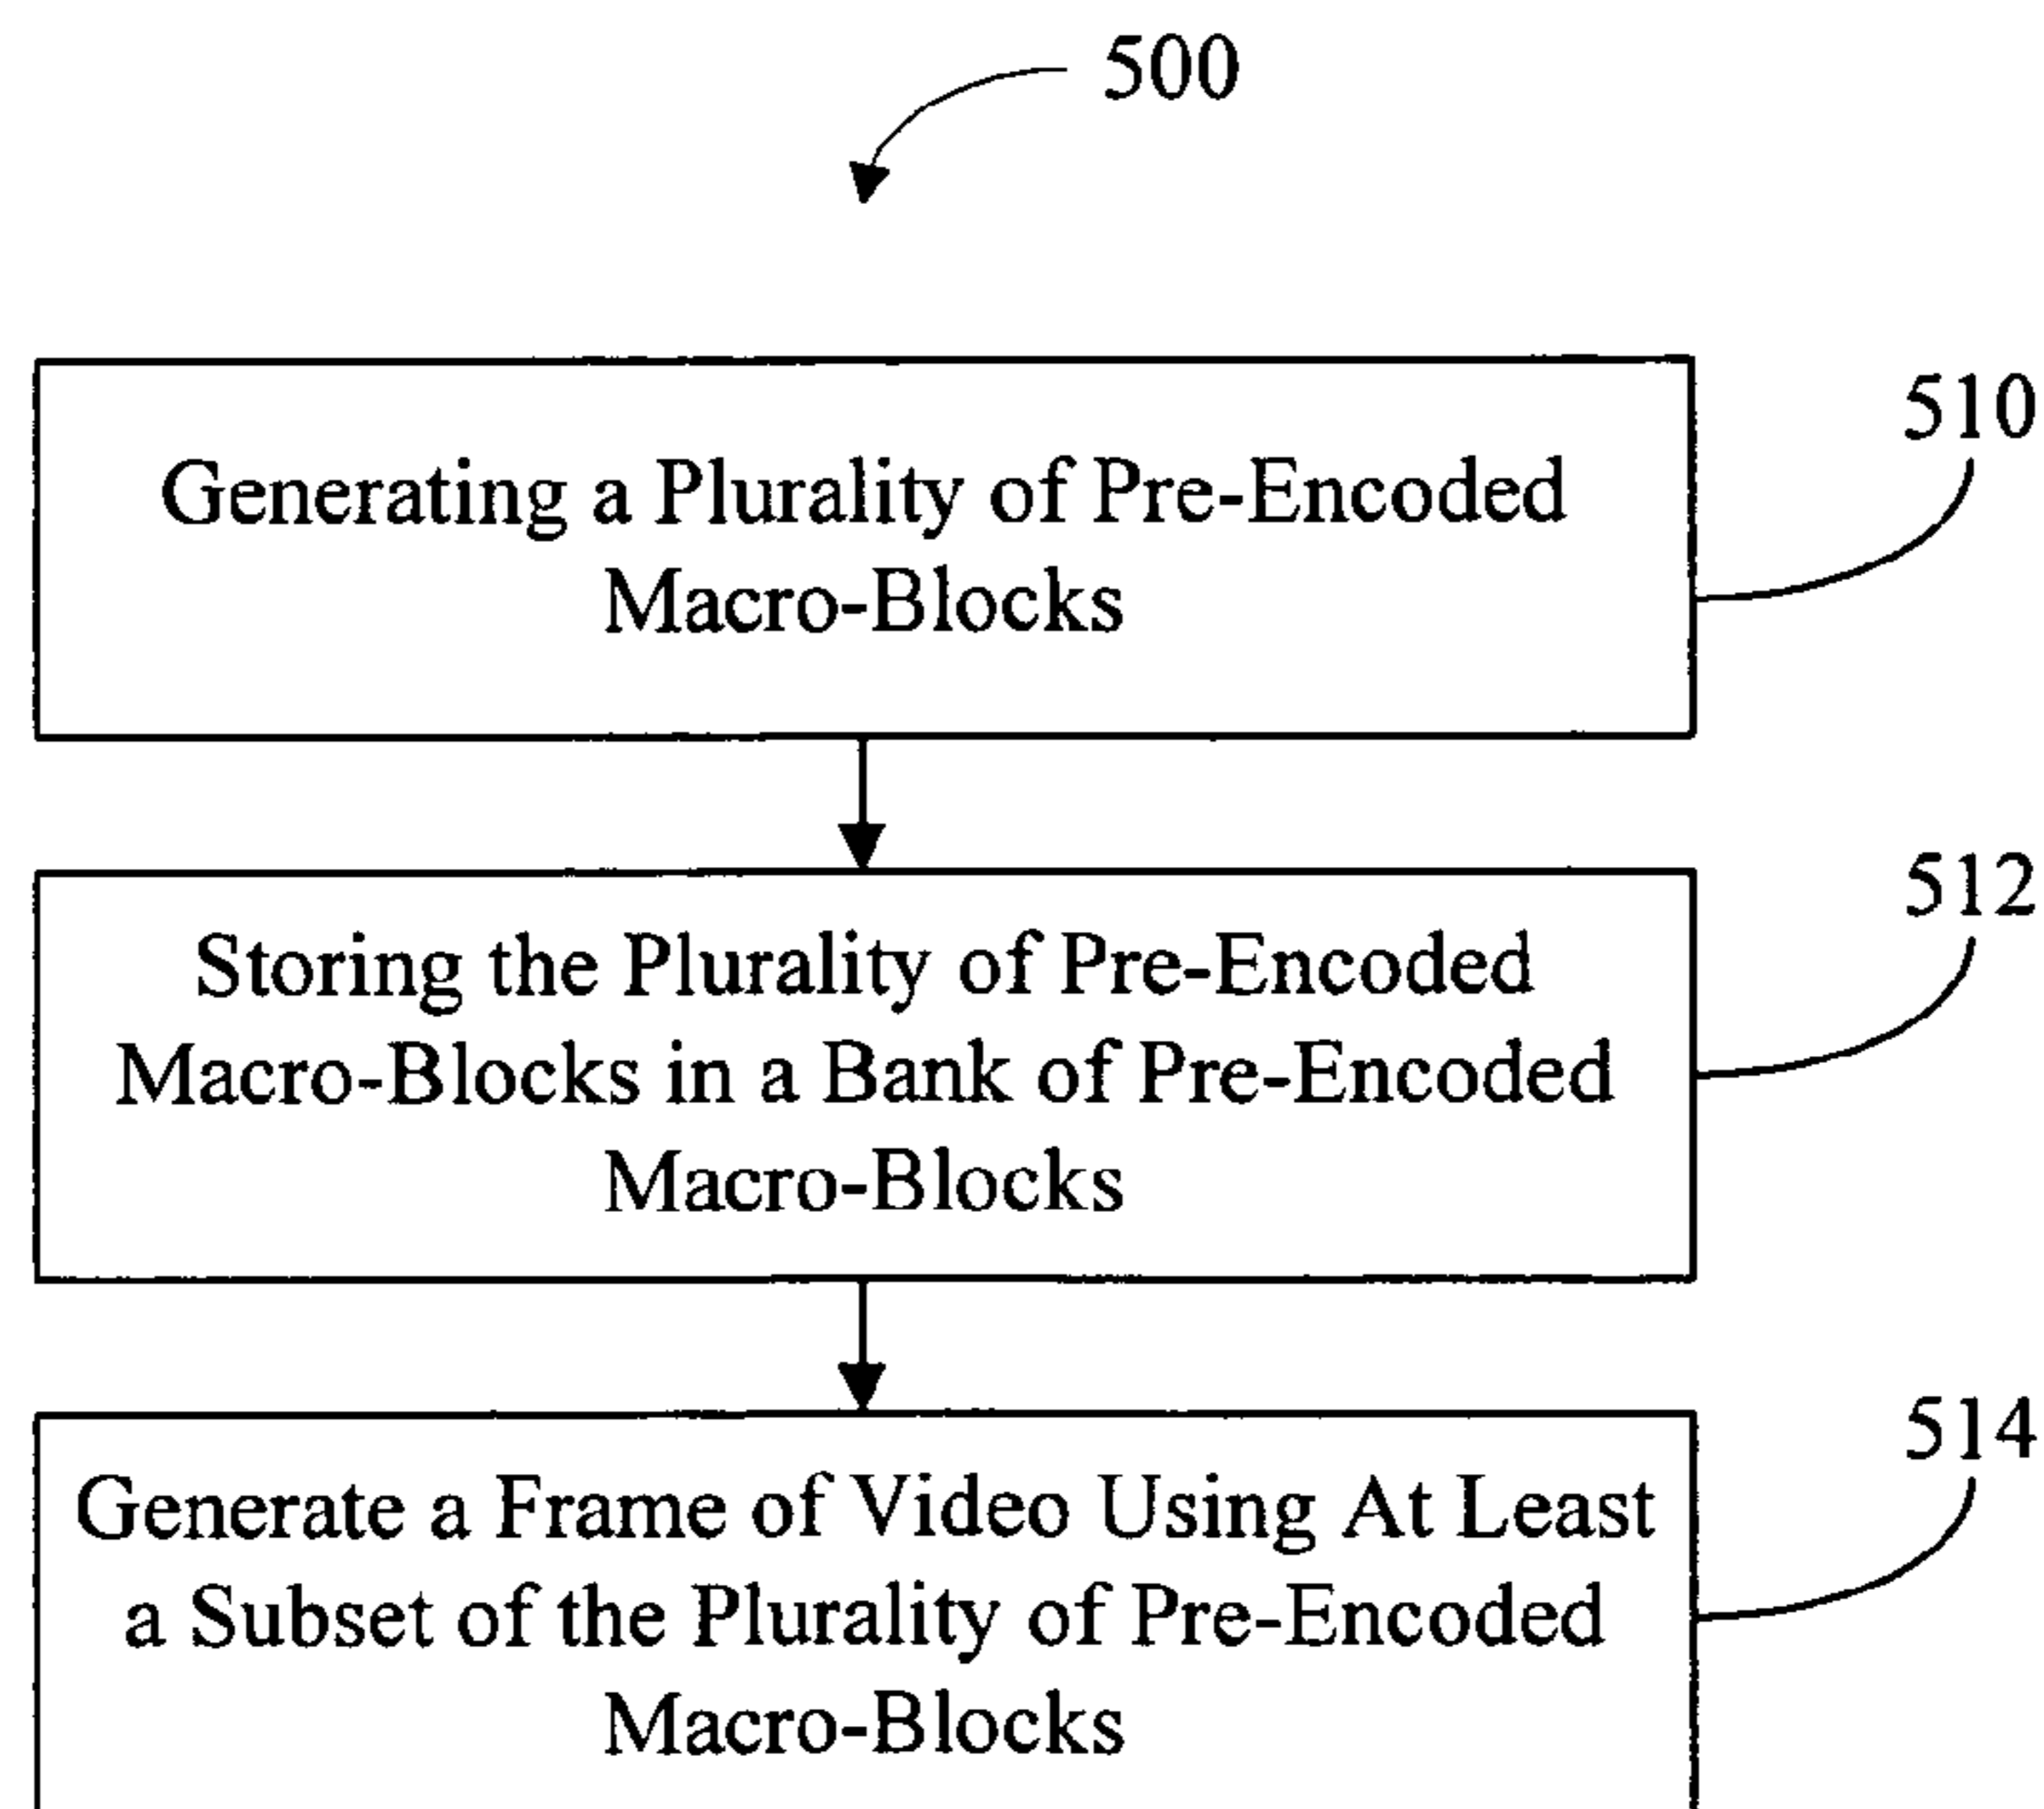 500
510
Generating a Plurality of Pre-Encoded
Macro-Blocks
512
Storing the Plurality of Pre-Encoded
Macro-Blocks in a Bank of Pre-Encoded
Macro-Blocks
514
Generate a Frame of Video Using At Least
a Subset of the Plurality of Pre-Encoded
Macro-Blocks